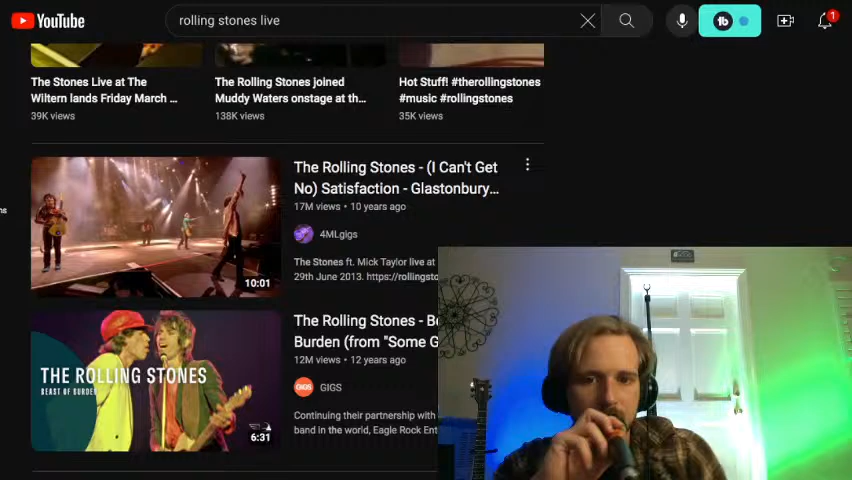 YouTube
rolling stones live
1b
1
The Stones Live at The
Wiltern lands Friday March ...
39K views
The Rolling Stones joined
Muddy Waters onstage at th...
138K views
Hot Stuff! #therollingstones
#music #rollingstones
35K views
10:01
The Rolling Stones - (I Can't Get
No) Satisfaction - Glastonbury...
17M views • 10 years ago
4MLgigs
The Stones ft. Mick Taylor live at
29th June 2013. https://rollingsto
THE ROLLING STONES
BEAST OF BURDEN
6:31
The Rolling Stones - Be
Burden (from "Some G
12M views • 12 years ago
GIGS
GIGS
Continuing their partnership with
band in the world, Eagle Rock Ent